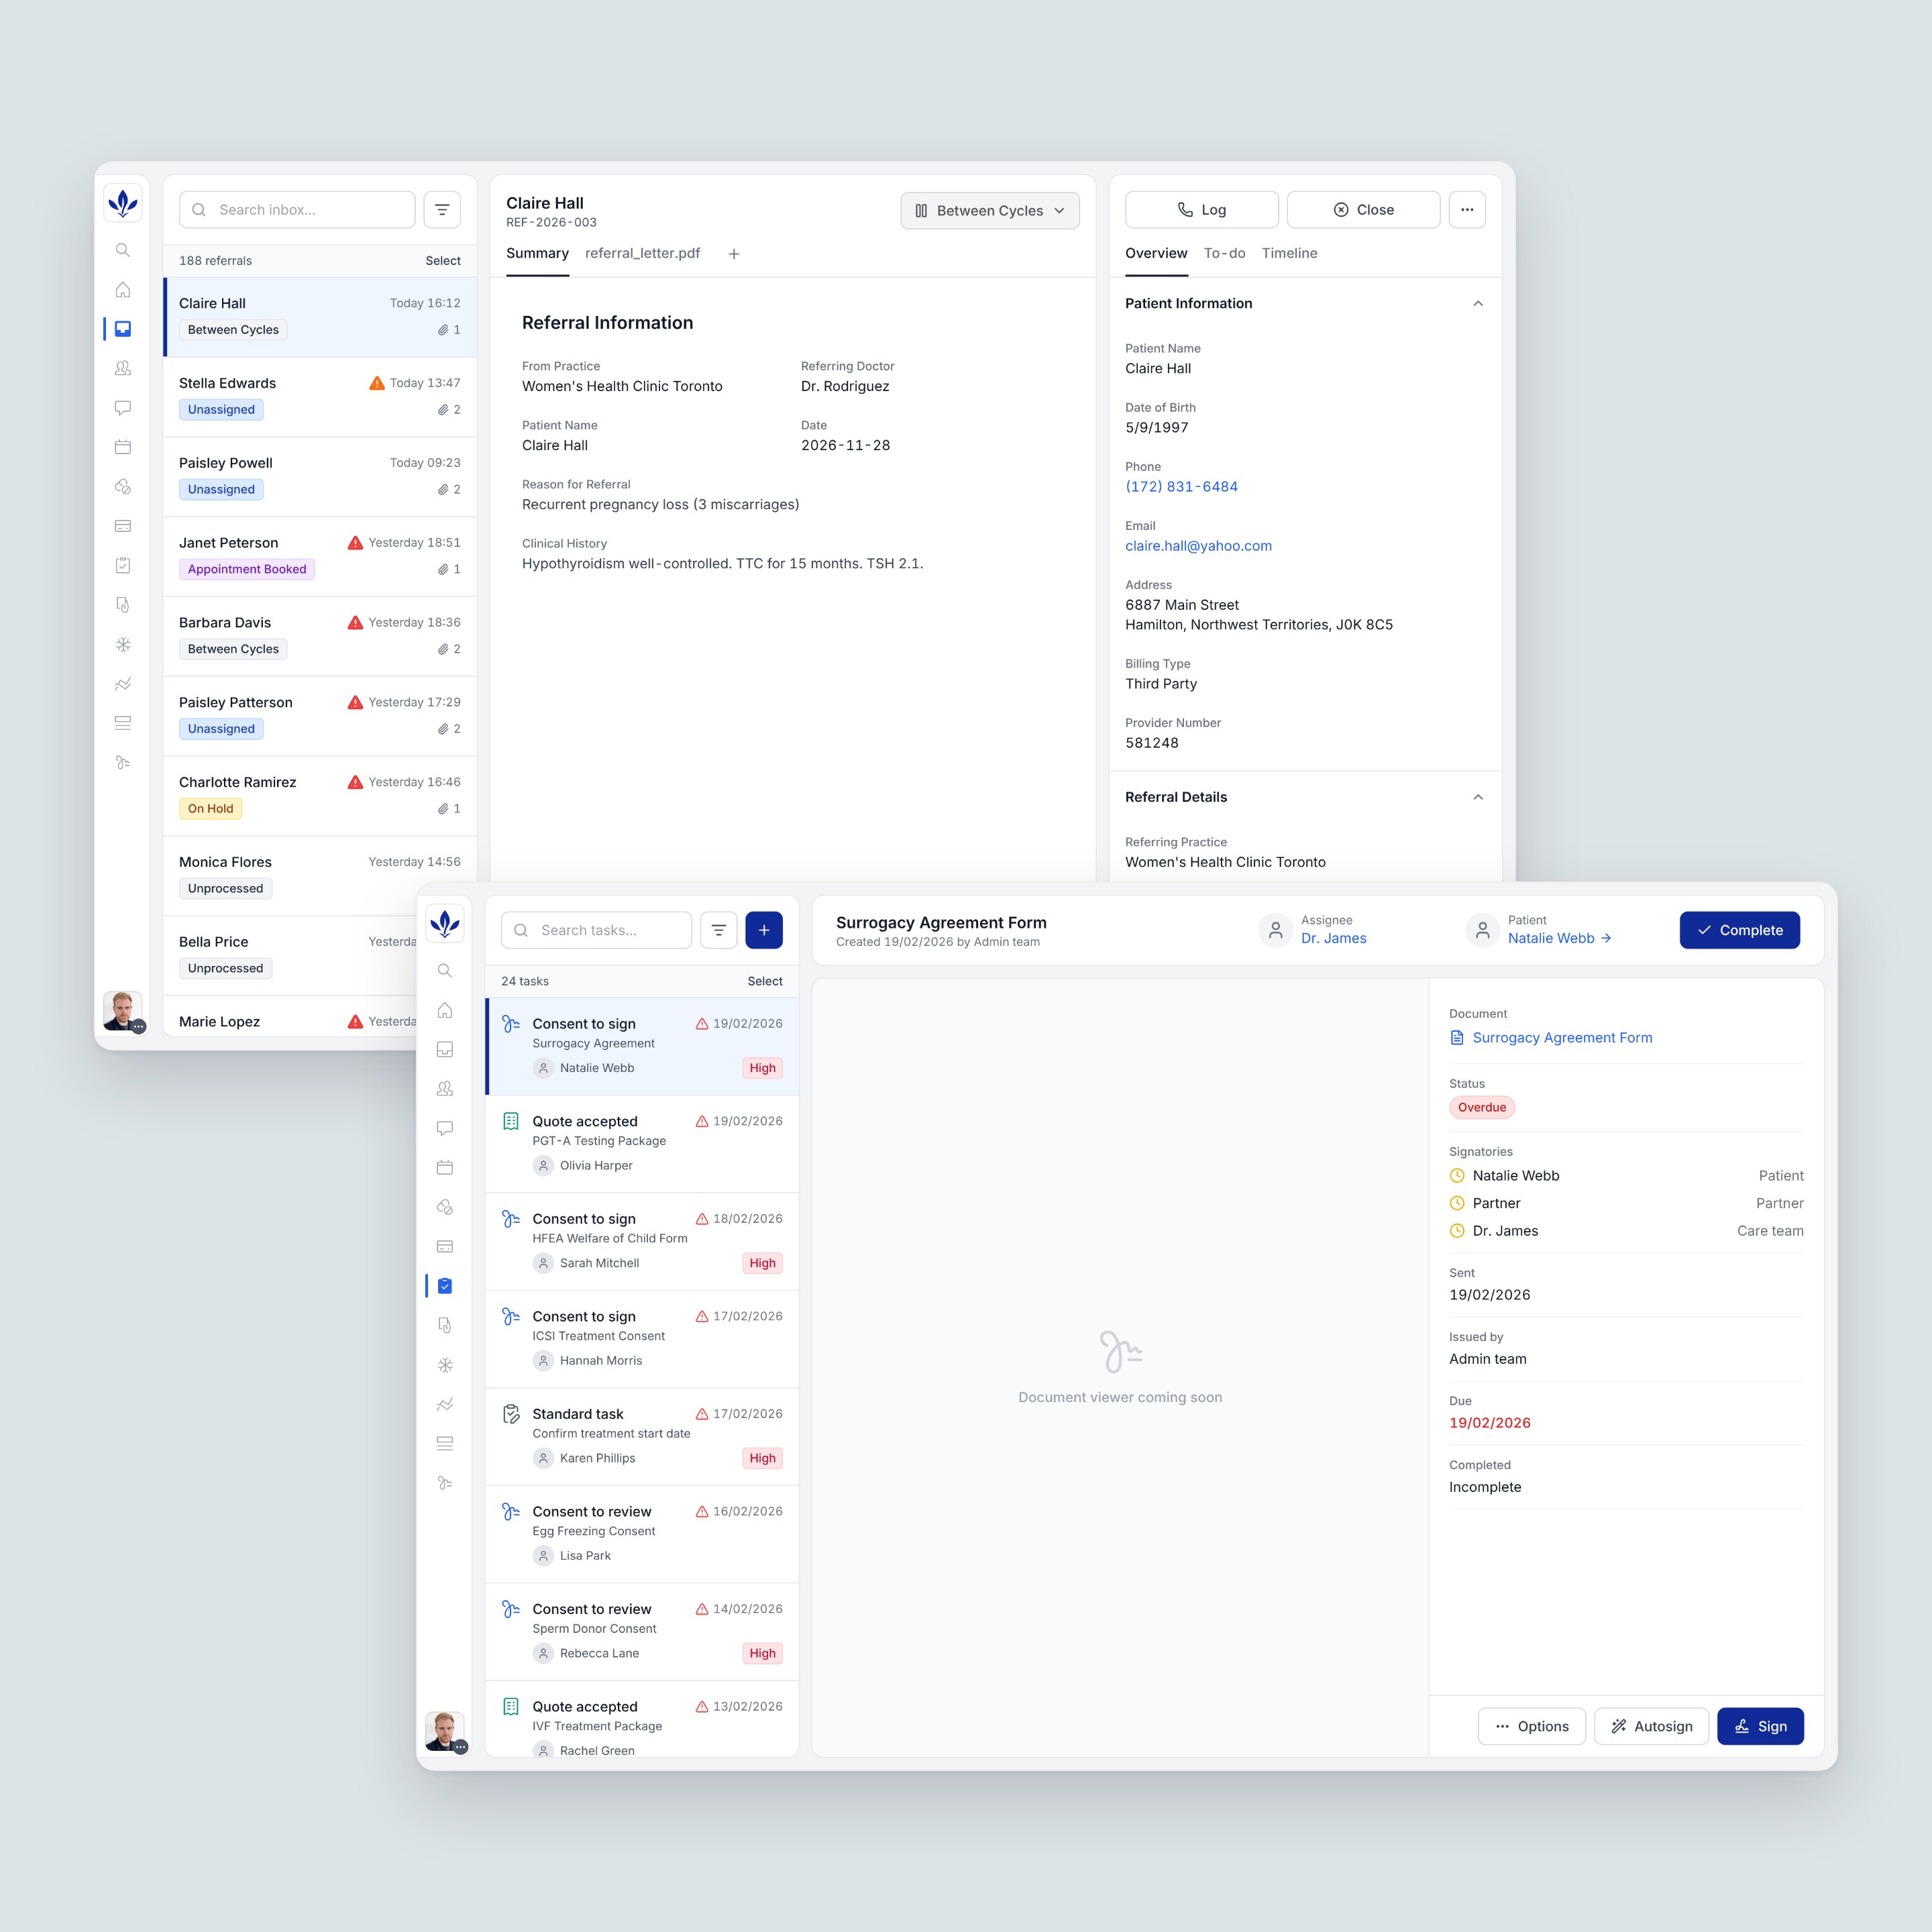 Search inbox...
188 referrals
Select
Claire Hall
Today 16:12
Between Cycles
1
Stella Edwards
Today 13:47
Unassigned
2
Paisley Powell
Today 09:23
Unassigned
2
Janet Peterson
Yesterday 18:51
Appointment Booked
1
Barbara Davis
Yesterday 18:36
Between Cycles
2
Paisley Patterson
Yesterday 17:29
Unassigned
2
Charlotte Ramirez
Yesterday 16:46
On Hold
1
Monica Flores
Yesterday 14:56
Unprocessed
Bella Price
Yesterda
Unprocessed
Marie Lopez
Yesterda
Claire Hall
REF-2026-003
Between Cycles
Summary
referral_letter.pdf
Referral Information
From Practice
Women's Health Clinic Toronto
Referring Doctor
Dr. Rodriguez
Patient Name
Claire Hall
Date
2026-11-28
Reason for Referral
Recurrent pregnancy loss (3 miscarriages)
Clinical History
Hypothyroidism well-controlled. TTC for 15 months. TSH 2.1.
Log
Close
Overview
To-do
Timeline
Patient Information
Patient Name
Claire Hall
Date of Birth
5/9/1997
Phone
(172) 831-6484
Email
claire.hall@yahoo.com
Address
6887 Main Street
Hamilton, Northwest Territories, J0K 8C5
Billing Type
Third Party
Provider Number
581248
Referral Details
Referring Practice
Women's Health Clinic Toronto
Search tasks...
24 tasks
Select
Consent to sign
19/02/2026
Surrogacy Agreement
Natalie Webb
High
Quote accepted
19/02/2026
PGT-A Testing Package
Olivia Harper
Consent to sign
18/02/2026
HFEA Welfare of Child Form
Sarah Mitchell
High
Consent to sign
17/02/2026
ICSI Treatment Consent
Hannah Morris
Standard task
17/02/2026
Confirm treatment start date
Karen Phillips
High
Consent to review
16/02/2026
Egg Freezing Consent
Lisa Park
Consent to review
14/02/2026
Sperm Donor Consent
Rebecca Lane
High
Quote accepted
13/02/2026
IVF Treatment Package
Rachel Green
Surrogacy Agreement Form
Created 19/02/2026 by Admin team
Assignee
Dr. James
Patient
Natalie Webb →
Complete
Document viewer coming soon
Document
Surrogacy Agreement Form
Status
Overdue
Signatories
Natalie Webb
Patient
Partner
Partner
Dr. James
Care team
Sent
19/02/2026
Issued by
Admin team
Due
19/02/2026
Completed
Incomplete
Options
Autosign
Sign